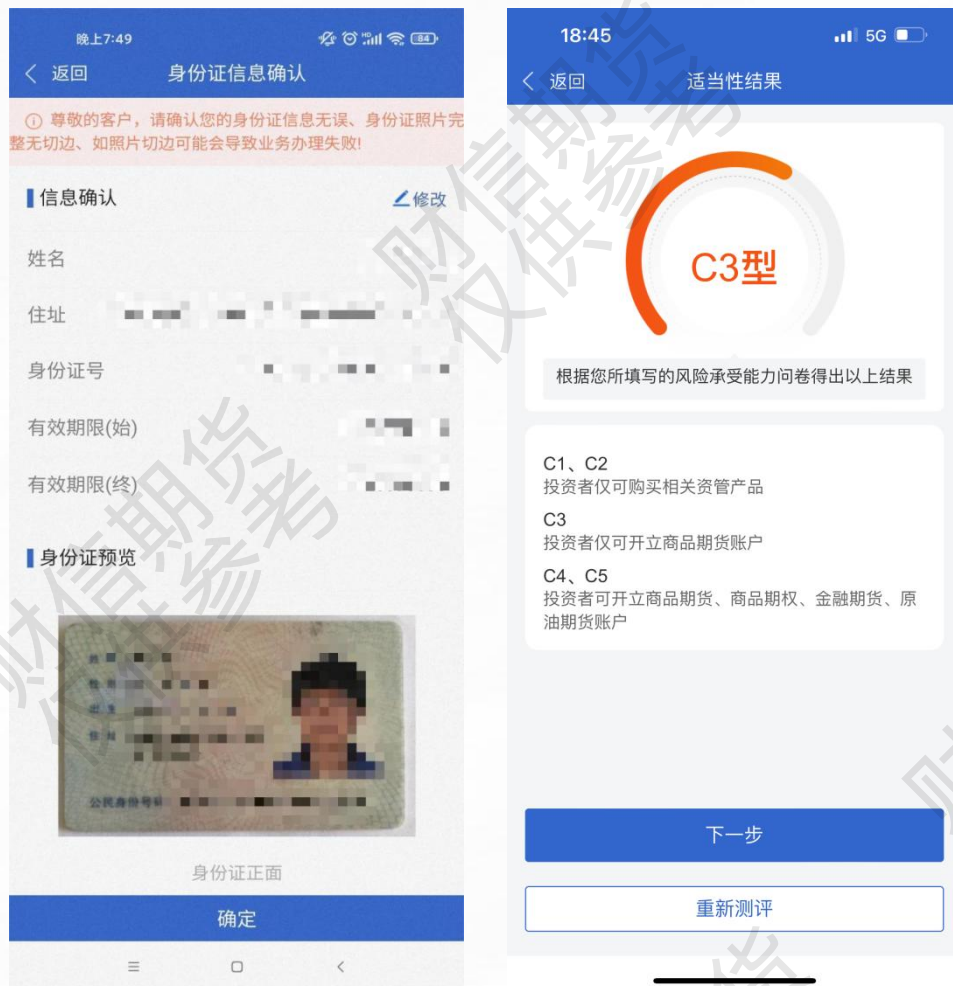 晚上7:49
84
返回
身份证信息确认
尊敬的客户，请确认您的身份证信息无误、身份证照片完
整无切边、如照片切边可能会导致业务办理失败!
信息确认
修改
姓名
住址
身份证号
有效期限(始)
有效期限(终)
身份证预览
公民身份号码
身份证正面
确定
18:45
5G
返回
适当性结果
C3型
根据您所填写的风险承受能力问卷得出以上结果
C1、C2
投资者仅可购买相关资管产品
C3
投资者仅可开立商品期货账户
C4、C5
投资者可开立商品期货、商品期权、金融期货、原
油期货账户
下一步
重新测评
财信期货
仅供参考